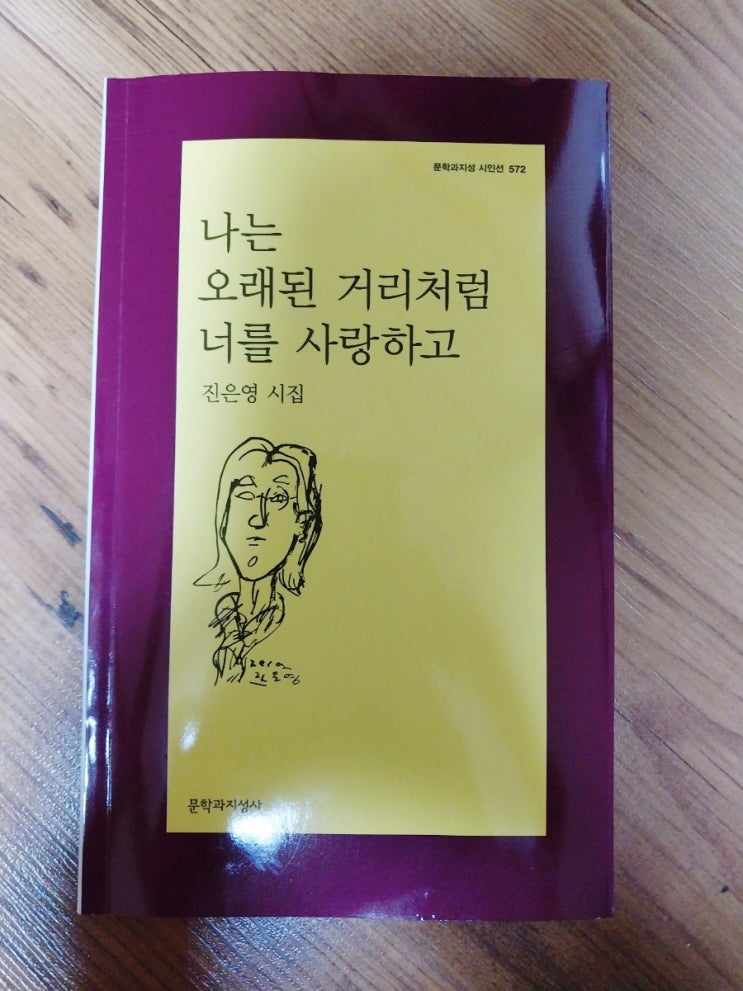 문학과지성 시인선 572
나는
오래된 거리처럼
너를 사랑하고
진은영 시집
문학과지성사